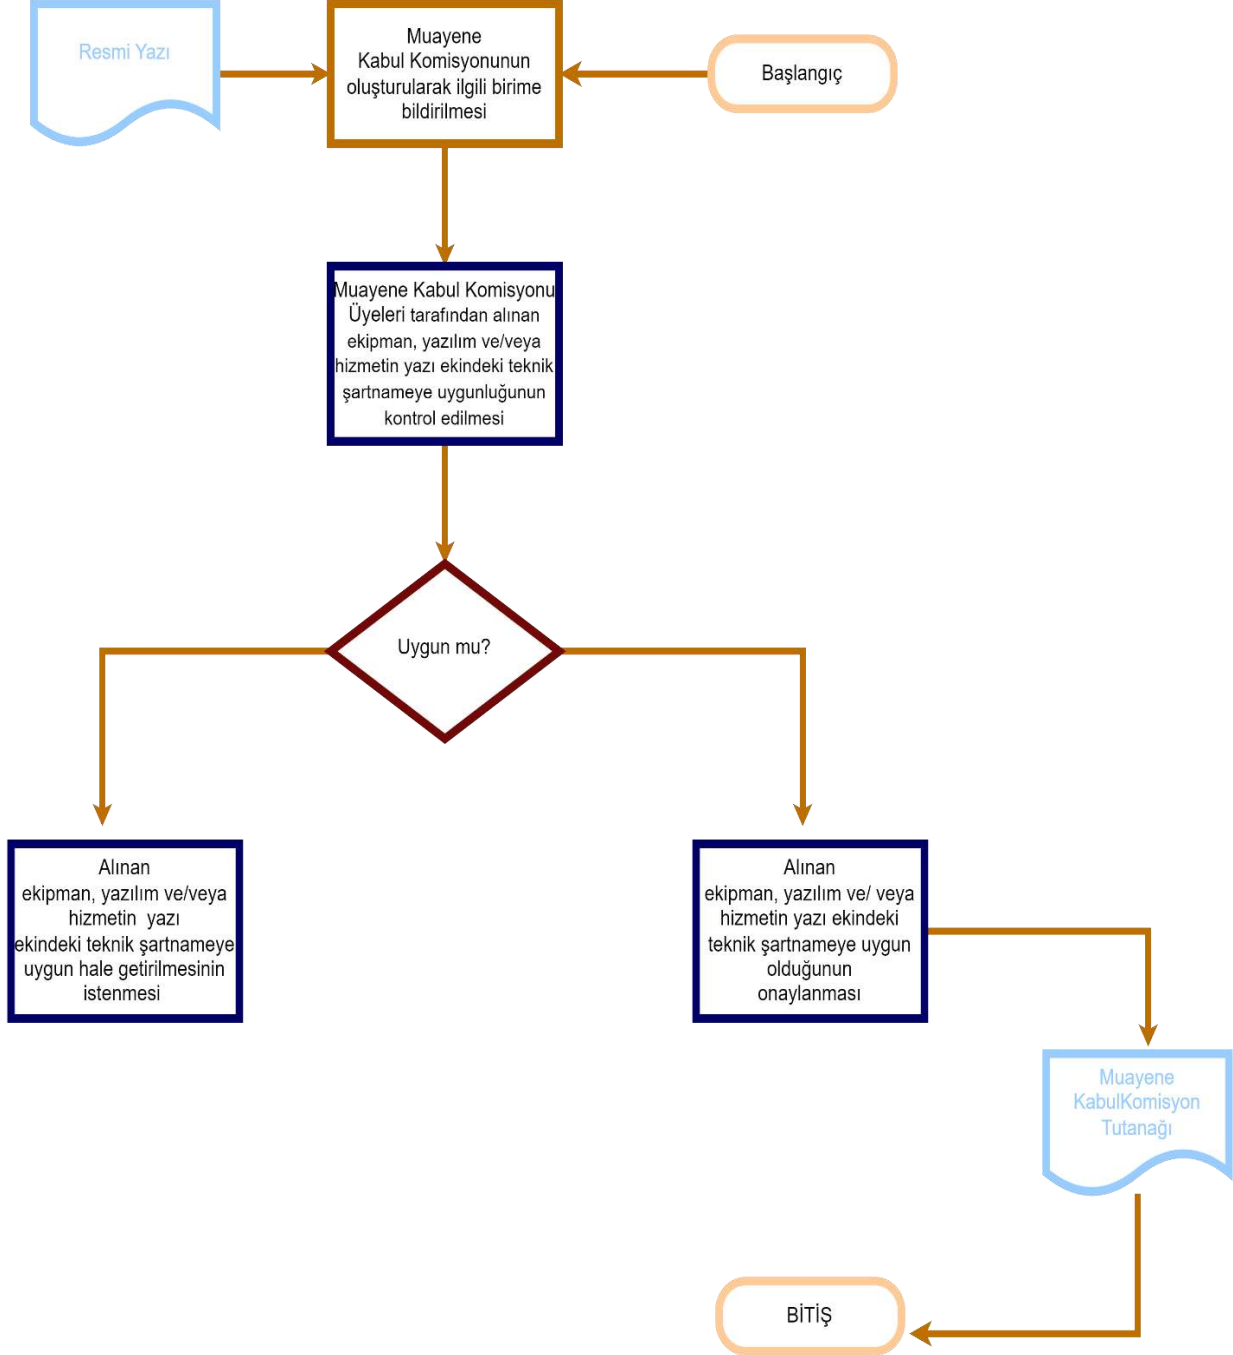 Resmi Yazı
Muayene
Kabul Komisyonunun
oluşturularak ilgili birime
bildirilmesi
Başlangıç
Muayene Kabul Komisyonu
Üyeleri tarafından alınan
ekipman, yazılım ve/veya
hizmetin yazı ekindeki teknik
şartnameye uygunluğunun
kontrol edilmesi
Uygun mu?
Alınan
ekipman, yazılım ve/veya
hizmetin yazı
ekindeki teknik şartnameye
uygun hale getirilmesinin
istenmesi
Alınan
ekipman, yazılım ve/ veya
hizmetin yazı ekindeki
teknik şartnameye uygun
olduğunun
onaylanması
Muayene
KabulKomisyon
Tutanağı
BİTİŞ